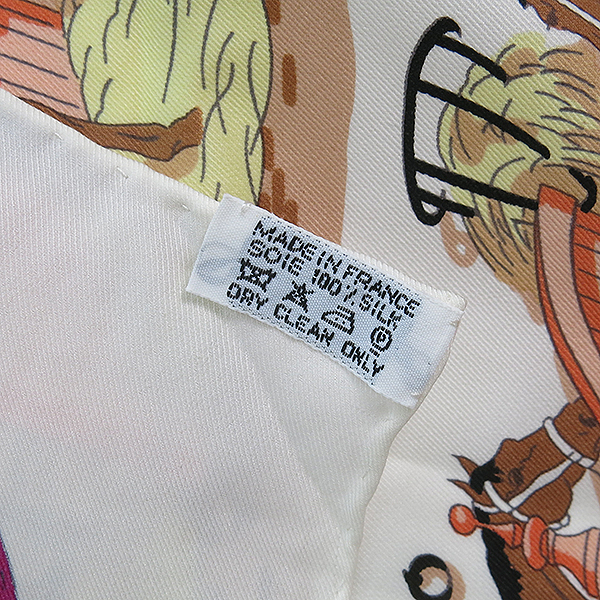 MADE IN FRANCE
SOIE 100% SILK
P
DRY CLEAN ONLY